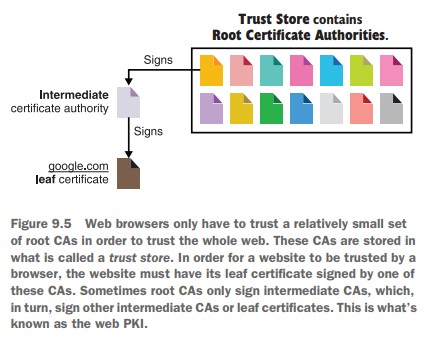 Trust Store contains
Root Certificate Authorities.
Signs
Intermediate
certificate authority
Signs
google.com
leaf certificate
Figure 9.5 Web browsers only have to trust a relatively small set
of root CAs in order to trust the whole web. These CAs are stored in
what is called a trust store. In order for a website to be trusted by a
browser, the website must have its leaf certificate signed by one of
these CAs. Sometimes root CAs only sign intermediate CAs, which,
in turn, sign other intermediate CAs or leaf certificates. This is what's
known as the web PKI.